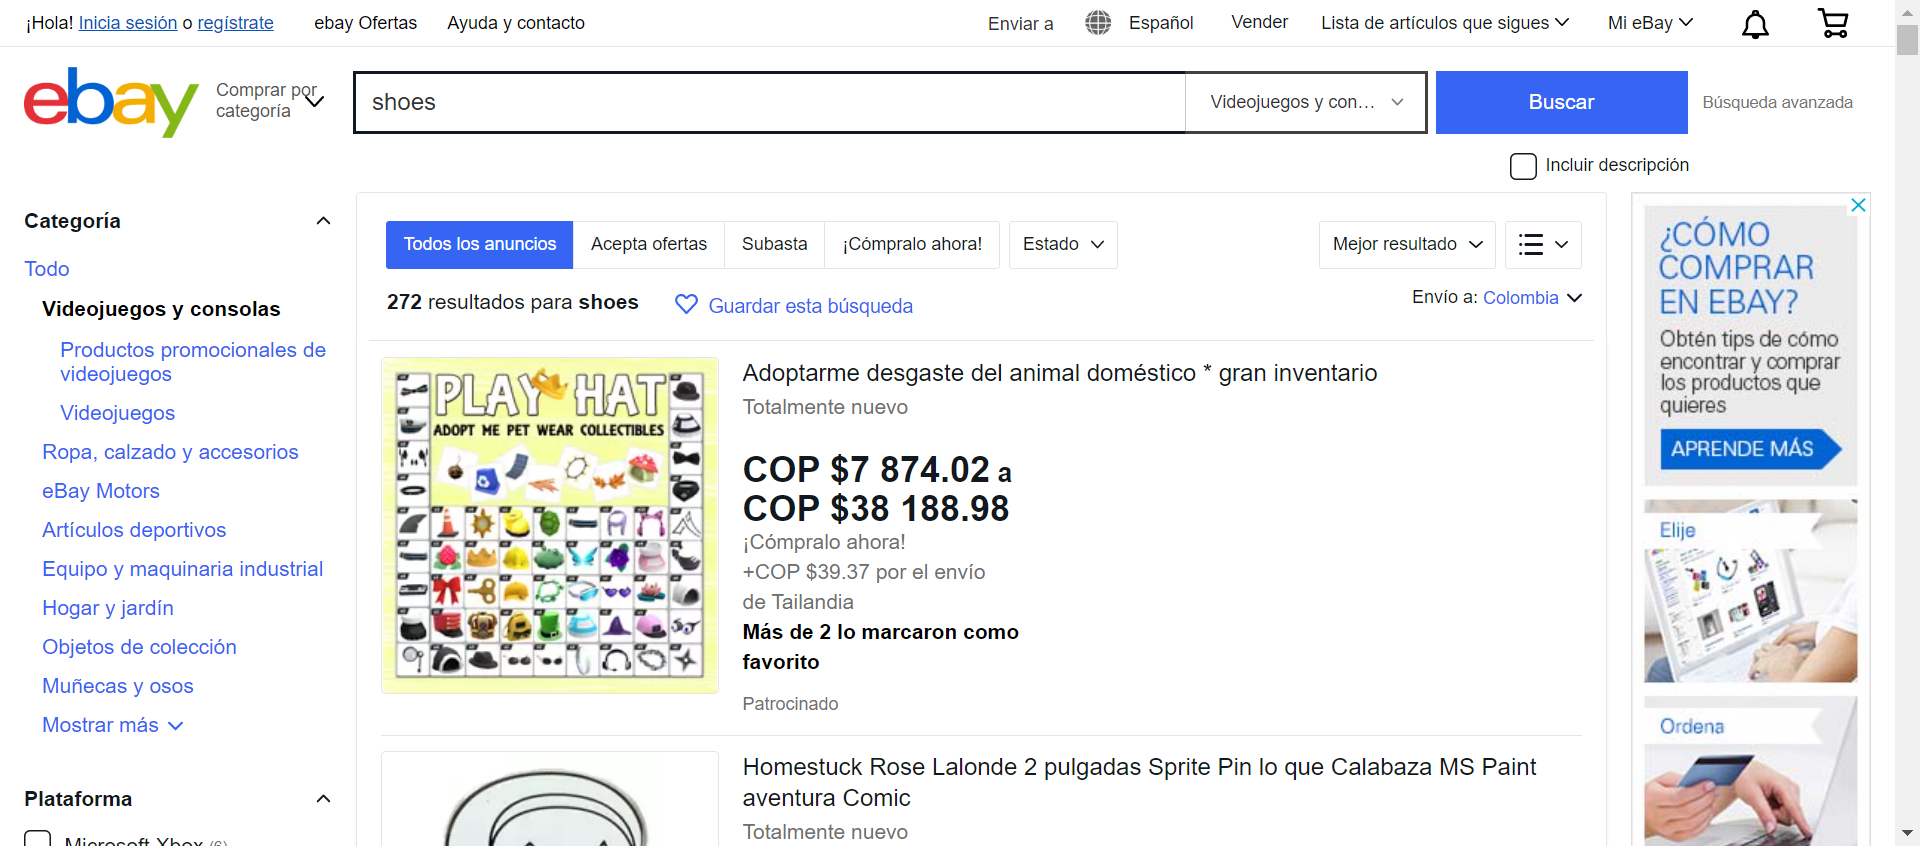 ¡Hola! Inicia sesión o regístrate
ebay Ofertas
Ayuda y contacto
Enviar a
Español
Vender
Lista de artículos que sigues
Mi eBay
ebay
Comprar por
categoría
shoes
Videojuegos y con...
Buscar
Búsqueda avanzada
Incluir descripción
Categoría
Todo
Videojuegos y consolas
Productos promocionales de
videojuegos
Videojuegos
Ropa, calzado y accesorios
eBay Motors
Artículos deportivos
Equipo y maquinaria industrial
Hogar y jardín
Objetos de colección
Muñecas y osos
Mostrar más
Plataforma
Microsoft Xbox (6)
Todos los anuncios
Acepta ofertas
Subasta
¡Cómpralo ahora!
Estado
Mejor resultado
272 resultados para shoes
Guardar esta búsqueda
Envío a: Colombia
PLAY HAT
ADOPT ME PET WEAR COLLECTIBLES
Adoptarme desgaste del animal doméstico * gran inventario
Totalmente nuevo
COP $7 874.02 a
COP $38 188.98
¡Cómpralo ahora!
+COP $39.37 por el envío
de Tailandia
Más de 2 lo marcaron como
favorito
Patrocinado
Homestuck Rose Lalonde 2 pulgadas Sprite Pin lo que Calabaza MS Paint
aventura Comic
Totalmente nuevo
¿CÓMO
COMPRAR
EN EBAY?
Obtén tips de cómo
encontrar y comprar
los productos que
quieres
APRENDE MÁS
Elije
Ordena